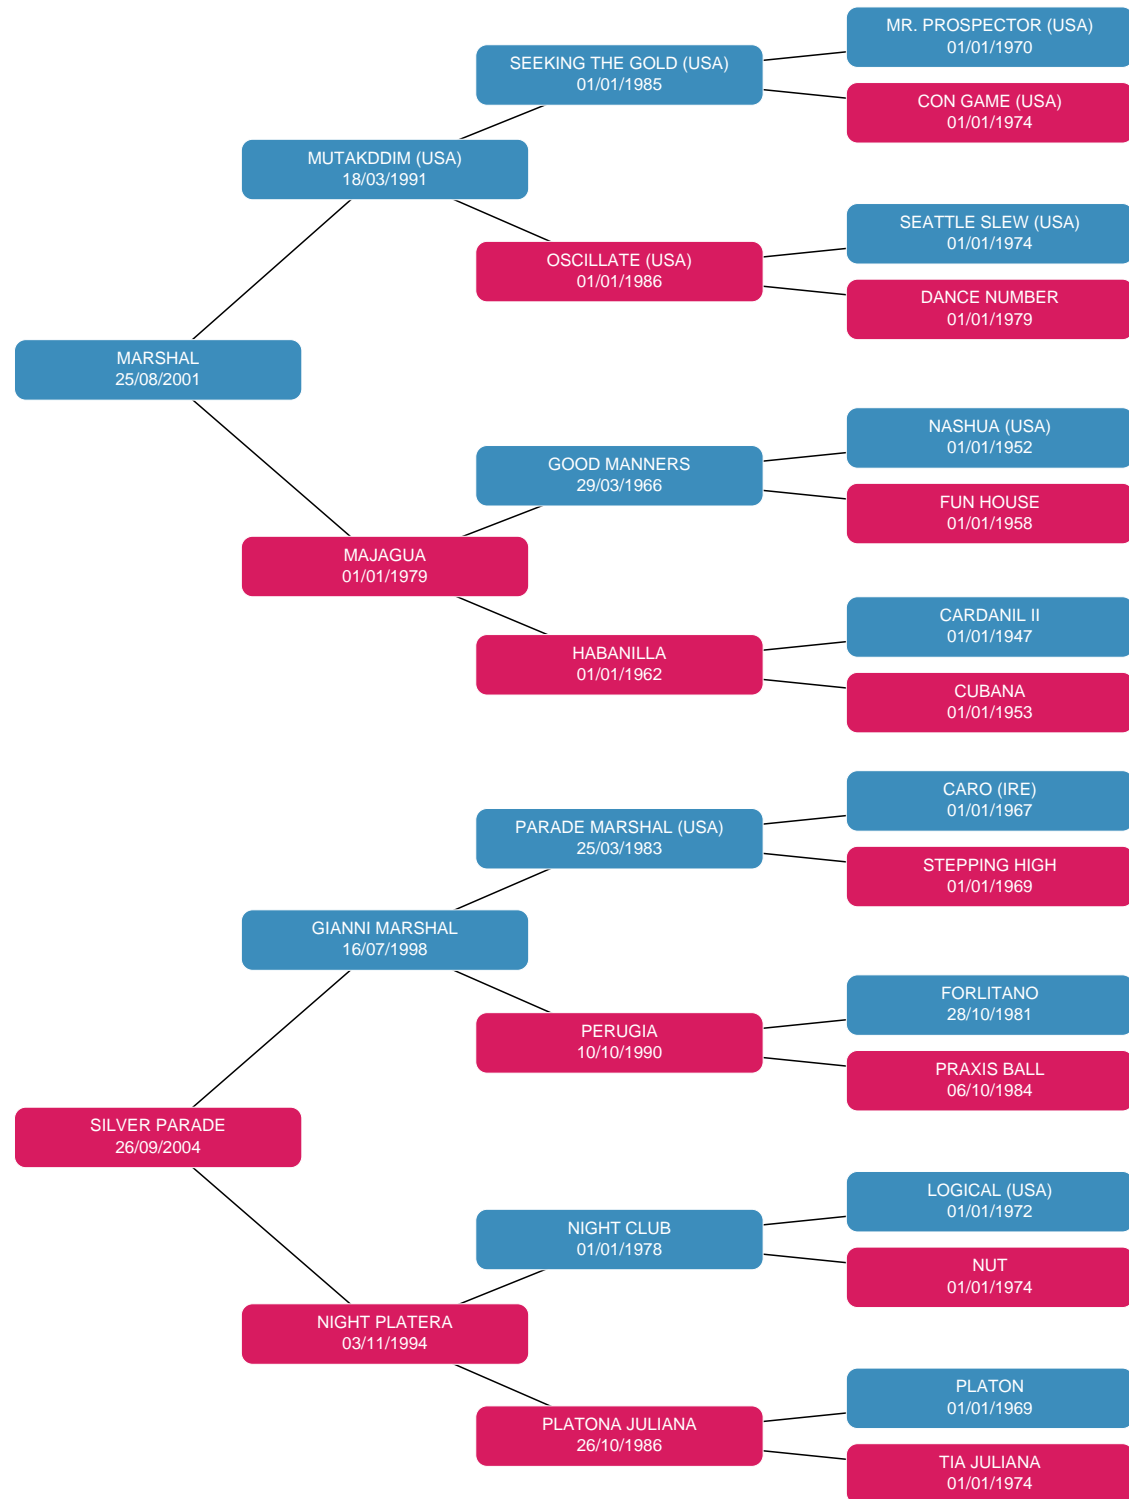 MR. PROSPECTOR (USA)
01/01/1970
SEEKING THE GOLD (USA)
01/01/1985
CON GAME (USA)
01/01/1974
MUTAKDDIM (USA)
18/03/1991
SEATTLE SLEW (USA)
01/01/1974
OSCILLATE (USA)
01/01/1986
DANCE NUMBER
01/01/1979
MARSHAL
25/08/2001
NASHUA (USA)
01/01/1952
GOOD MANNERS
29/03/1966
FUN HOUSE
01/01/1958
MAJAGUA
01/01/1979
CARDANIL II
01/01/1947
HABANILLA
01/01/1962
CUBANA
01/01/1953
CARO (IRE)
01/01/1967
PARADE MARSHAL (USA)
25/03/1983
STEPPING HIGH
01/01/1969
GIANNI MARSHAL
16/07/1998
FORLITANO
28/10/1981
PERUGIA
10/10/1990
PRAXIS BALL
06/10/1984
SILVER PARADE
26/09/2004
LOGICAL (USA)
01/01/1972
NIGHT CLUB
01/01/1978
NUT
01/01/1974
NIGHT PLATERA
03/11/1994
PLATON
01/01/1969
PLATONA JULIANA
26/10/1986
TIA JULIANA
01/01/1974